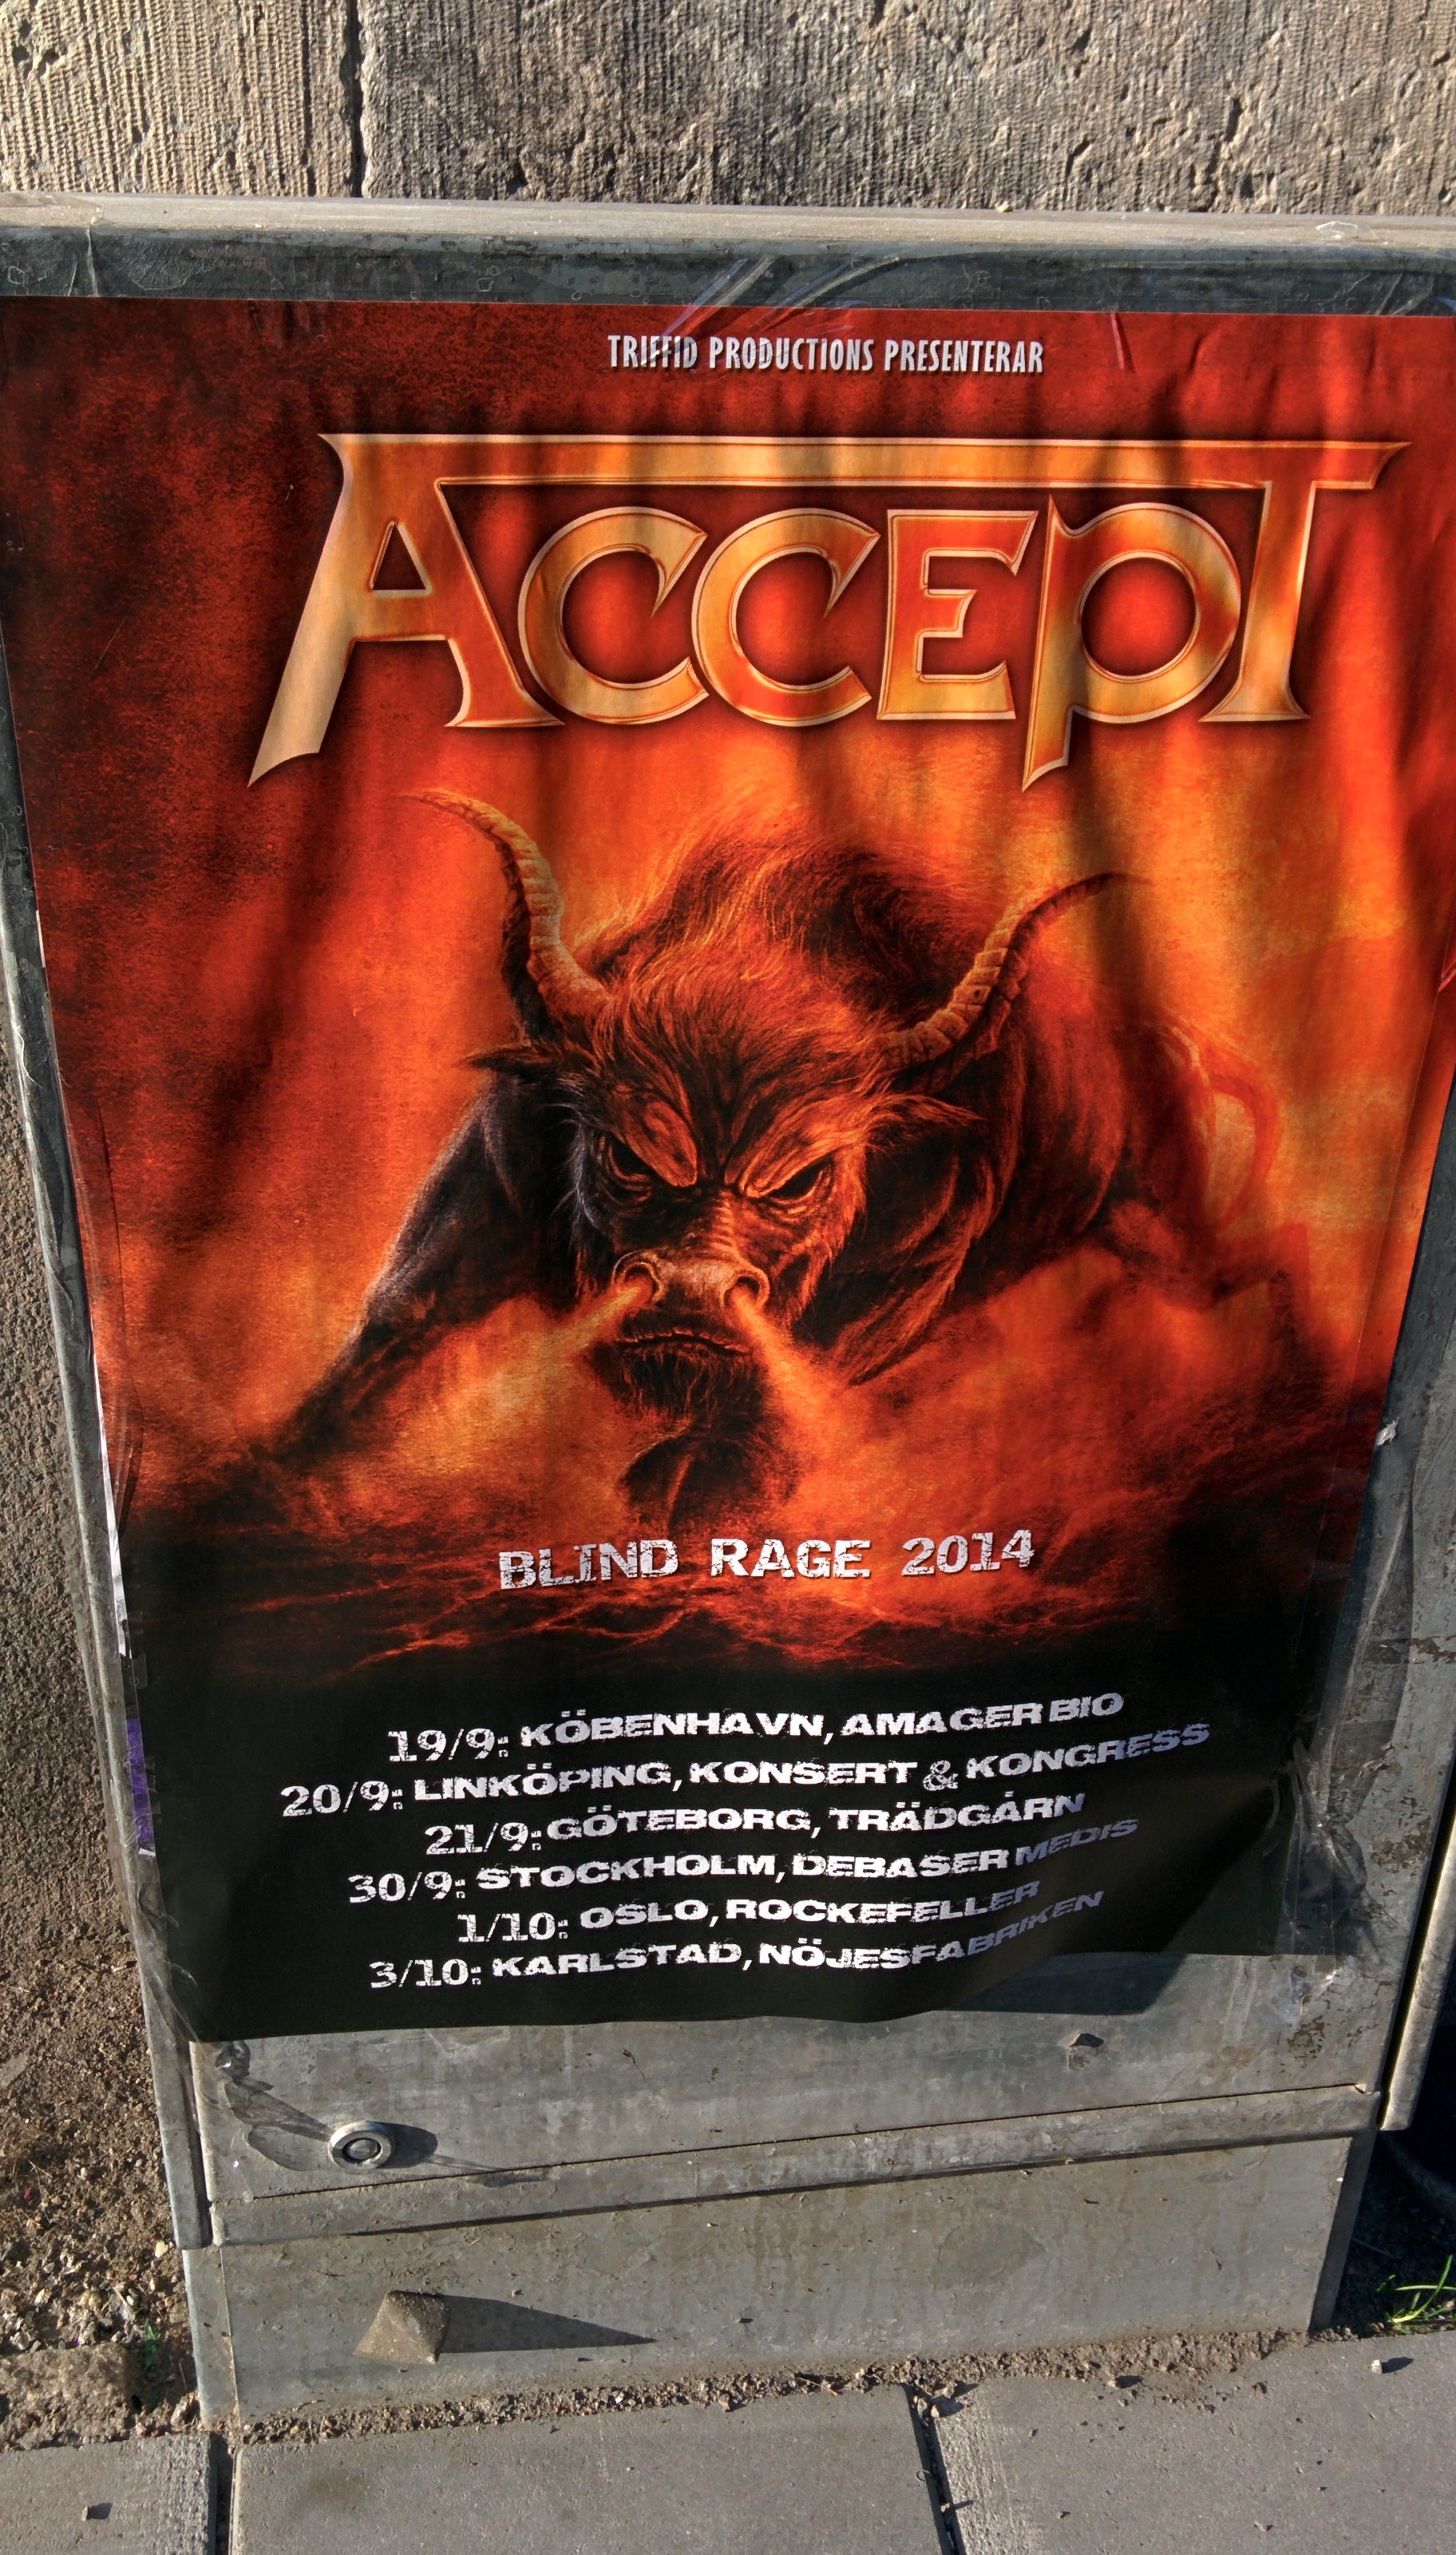 TRIFFID PRODUCTIONS PRESENTERAR
ACCEPT
BLIND RAGE 2014
19/9: KÖBENHAVN, AMAGER BIO
20/9: LINKÖPING, KONSERT & KONGRESS
21/9: GÖTEBORG, TRÄDGÅRN
30/9: STOCKHOLM, DEBASER MEDIS
1/10: OSLO, ROCKEFELLER
3/10: KARLSTAD, NÖJESFABRIKEN